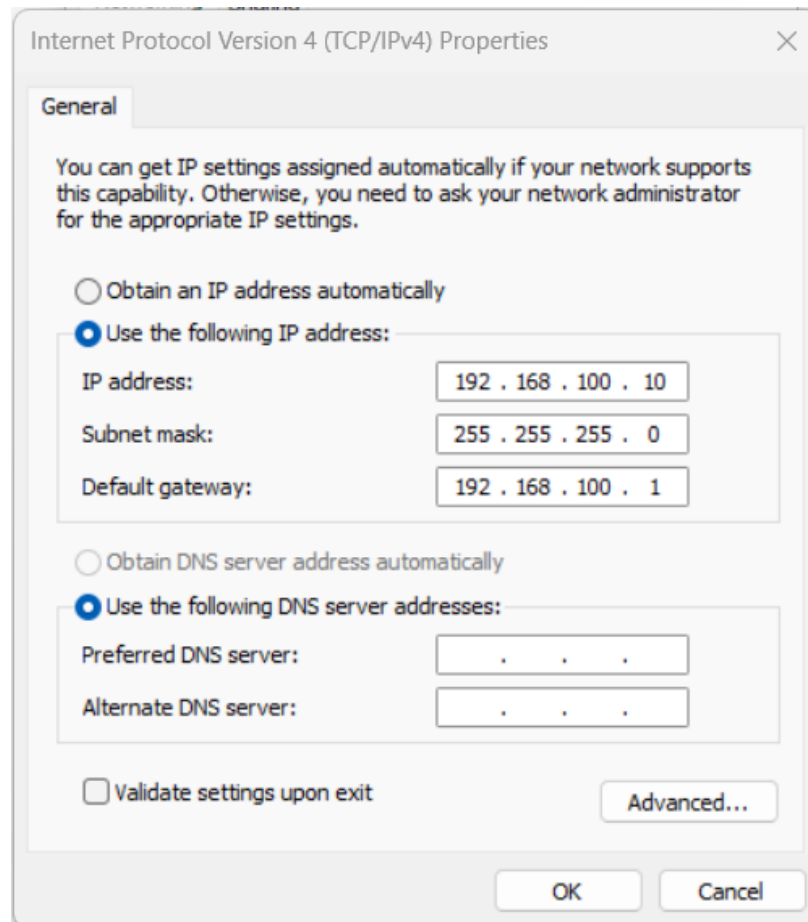 Internet Protocol Version 4 (TCP/IPv4) Properties
General
You can get IP settings assigned automatically if your network supports
this capability. Otherwise, you need to ask your network administrator
for the appropriate IP settings.
Obtain an IP address automatically
Use the following IP address:
IP address: 192 . 168 . 100 . 10
Subnet mask: 255 . 255 . 255 . 0
Default gateway: 192 . 168 . 100 . 1
Obtain DNS server address automatically
Use the following DNS server addresses:
Preferred DNS server: . . .
Alternate DNS server: . . .
Validate settings upon exit
Advanced...
OK Cancel